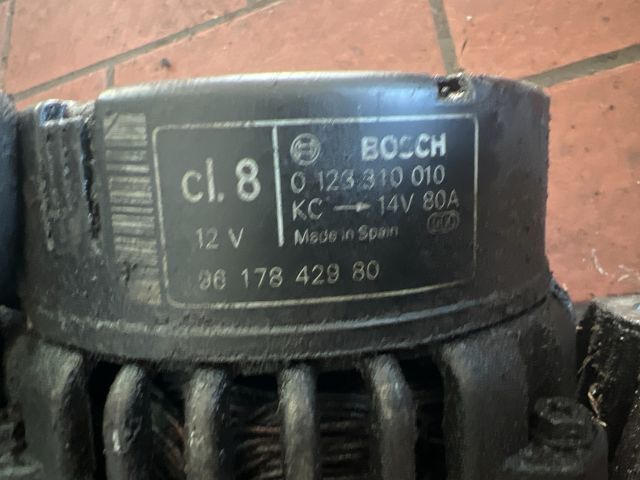 cl. 8
12 V
BOSCH
0 123 310 010
KC → 14V 80A
Made in Spain
96 178 429 80